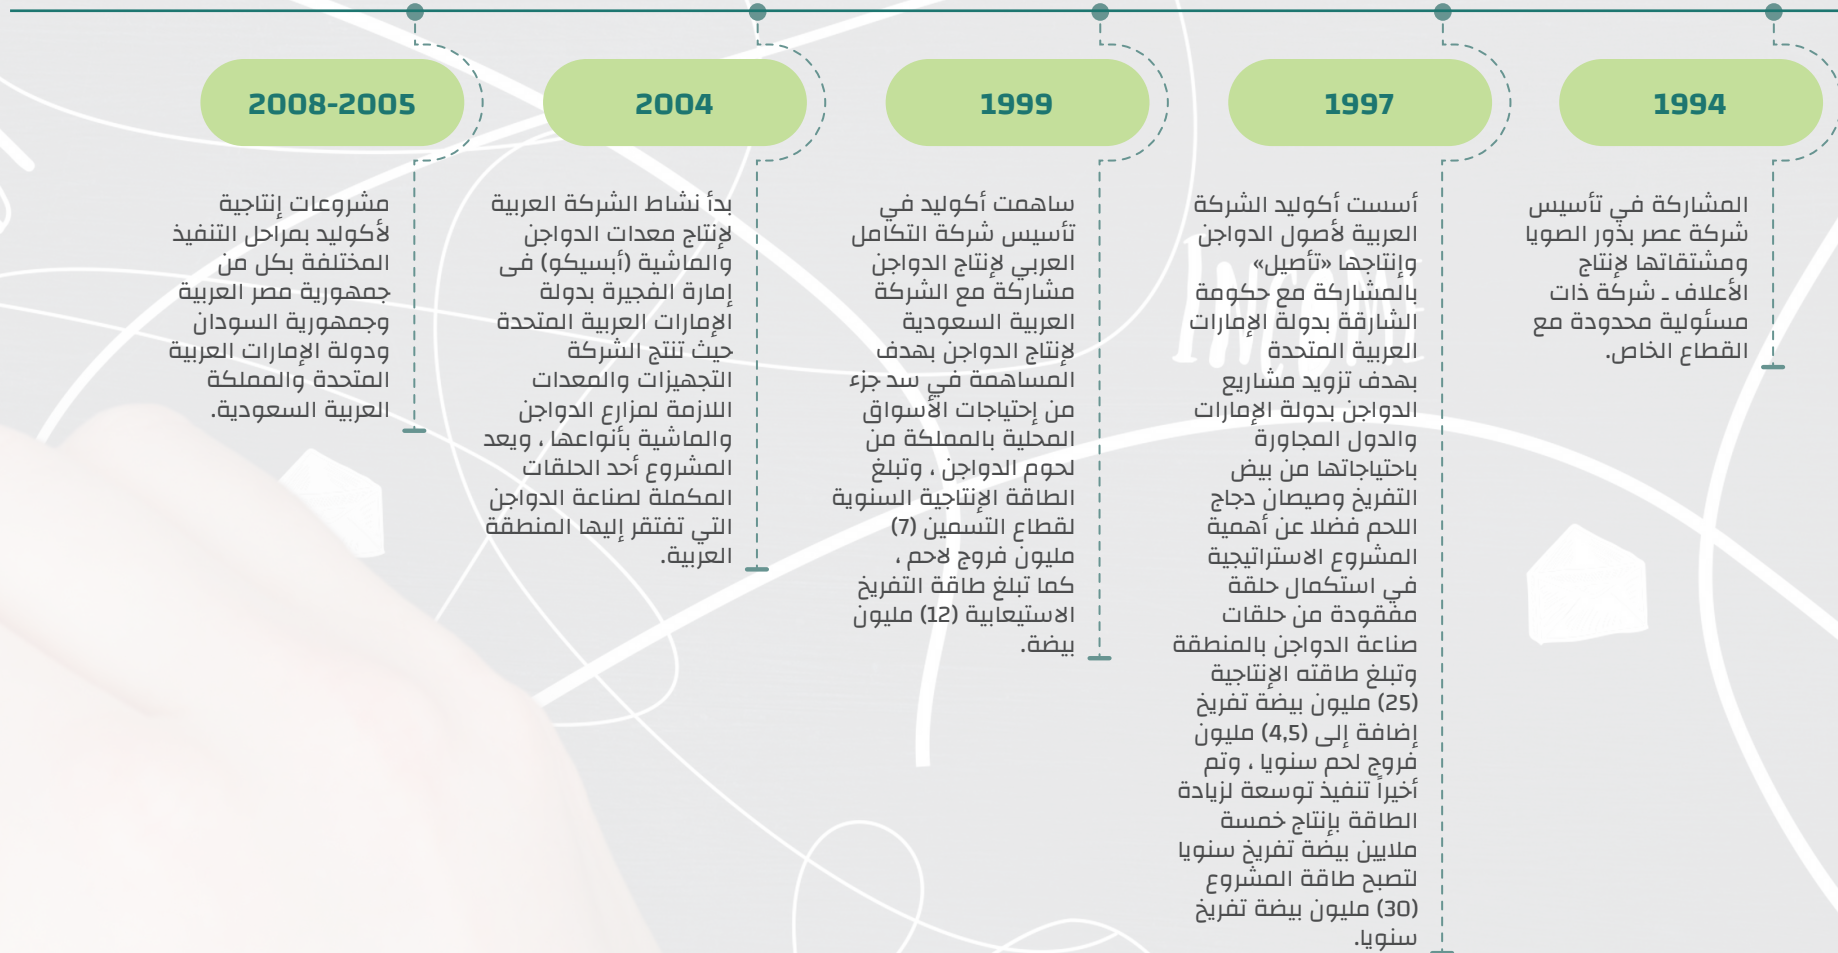 1994
المشاركة في تأسيس
شركة عصر بذور الصويا
ومشتقاتها لإنتاج
الأعلاف ـ شركة ذات
مسئولية محدودة مع
القطاع الخاص.
1997
أسست أكوليد الشركة
العربية لأصول الدواجن
وإنتاجها «تأصيل»
بالمشاركة مع حكومة
الشارقة بدولة الإمارات
العربية المتحدة
بهدف تزويد مشاريع
الدواجن بدولة الإمارات
والدول المجاورة
باحتياجاتها من بيض
التفريخ وصيصان دجاج
اللحم فضلا عن أهمية
المشروع الاستراتيجية
في استكمال حلقة
مفقودة من حلقات
صناعة الدواجن بالمنطقة
وتبلغ طاقته الإنتاجية
(25) مليون بيضة تفريخ
إضافة إلى (4,5) مليون
فروج لحم سنويا ، وتم
أخيراً تنفيذ توسعة لزيادة
الطاقة بإنتاج خمسة
ملايين بيضة تفريخ سنويا
لتصبح طاقة المشروع
(30) مليون بيضة تفريخ
سنويا.
1999
ساهمت أكوليد في
تأسيس شركة التكامل
العربي لإنتاج الدواجن
مشاركة مع الشركة
العربية السعودية
لإنتاج الدواجن بهدف
المساهمة في سد جزء
من إحتياجات الأسواق
المحلية بالمملكة من
لحوم الدواجن ، وتبلغ
الطاقة الإنتاجية السنوية
لقطاع التسمين (7)
مليون فروج لاحم ،
كما تبلغ طاقة التفريخ
الاستيعابية (12) مليون
بيضة.
2004
بدأ نشاط الشركة العربية
لإنتاج معدات الدواجن
والماشية (أبسيكو) فى
إمارة الفجيرة بدولة
الإمارات العربية المتحدة
حيث تنتج الشركة
التجهيزات والمعدات
اللازمة لمزارع الدواجن
والماشية بأنواعها ، ويعد
المشروع أحد الحلقات
المكملة لصناعة الدواجن
التي تفتقر إليها المنطقة
العربية.
2008-2005
مشروعات إنتاجية
لأكوليد بمراحل التنفيذ
المختلفة بكل من
جمهورية مصر العربية
وجمهورية السودان
ودولة الإمارات العربية
المتحدة والمملكة
العربية السعودية.
INCOME